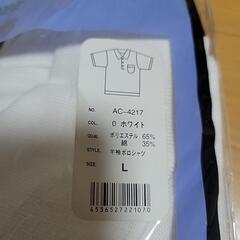 NO. AC-4217
COL. 0 ホワイト
QUAL. ポリエステル 65%
綿 35%
STYLE. 半袖ポロシャツ
SIZE. L
4536527221070